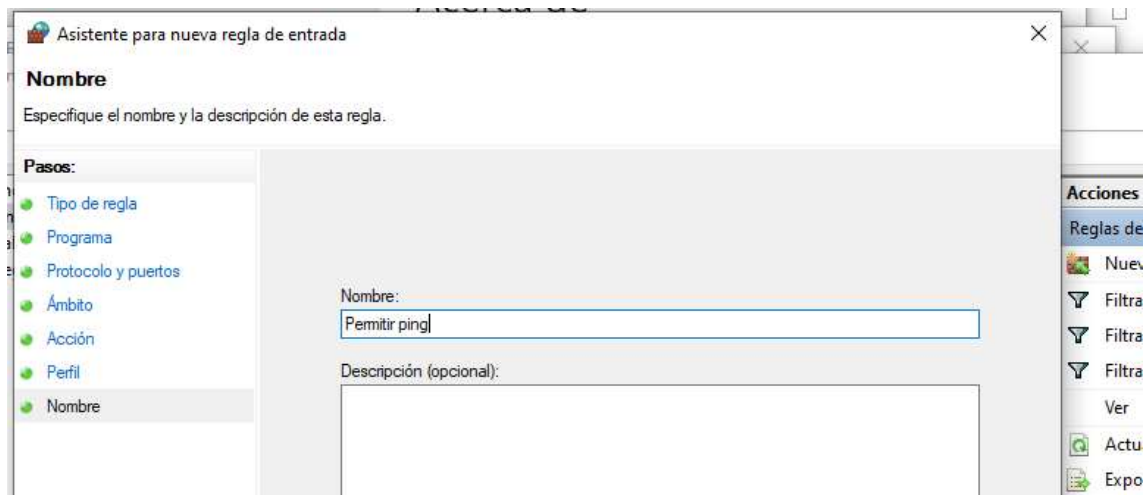 Acerca de
Asistente para nueva regla de entrada
Nombre
Especifique el nombre y la descripción de esta regla.
Pasos:
Tipo de regla
Programa
Protocolo y puertos
Ámbito
Acción
Perfil
Nombre
Nombre:
Permitir ping
Descripción (opcional):
Acciones
Reglas de
Nuev
Filtra
Filtra
Filtra
Ver
Actu
Expo